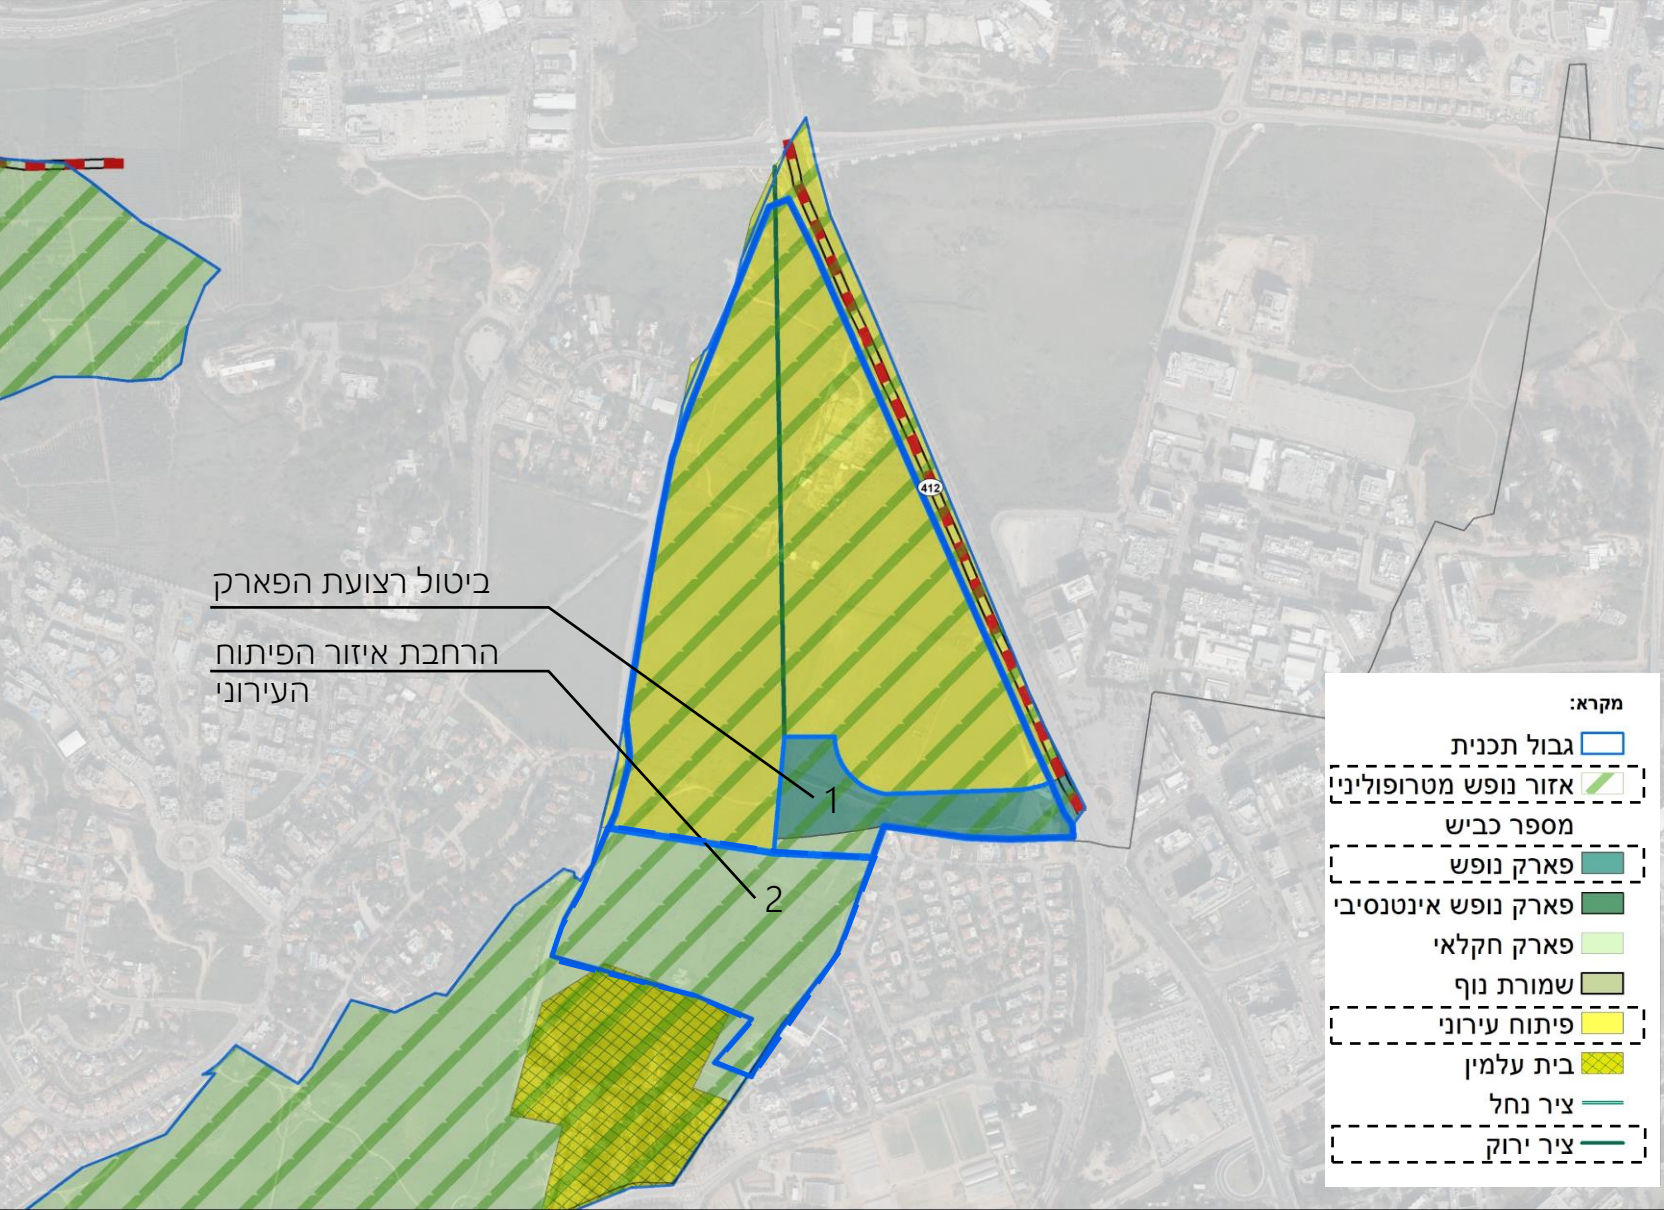 ביטול רצועת הפארק
הרחבת איזור הפיתוח
העירוני
412
1
2
מקרא:
גבול תכנית
אזור נופש מטרופוליני
מספר כביש
פארק נופש
פארק נופש אינטנסיבי
פארק חקלאי
שמורת נוף
פיתוח עירוני
בית עלמין
ציר נחל
ציר ירוק